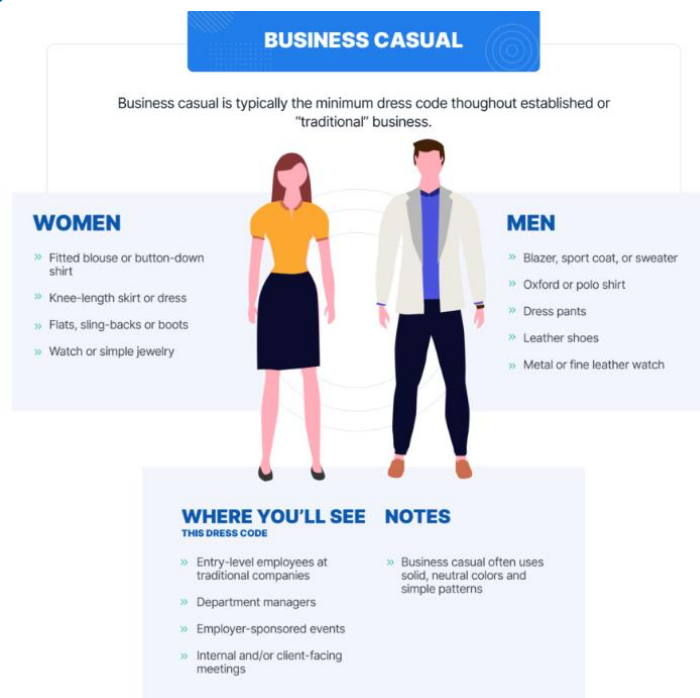 BUSINESS CASUAL
Business casual is typically the minimum dress code thoughout established or
“traditional” business.
WOMEN
Fitted blouse or button-down
shirt
Knee-length skirt or dress
Flats, sling-backs or boots
Watch or simple jewelry
MEN
Blazer, sport coat, or sweater
Oxford or polo shirt
Dress pants
Leather shoes
Metal or fine leather watch
WHERE YOU’LL SEE
THIS DRESS CODE
Entry-level employees at
traditional companies
Department managers
Employer-sponsored events
Internal and/or client-facing
meetings
NOTES
Business casual often uses
solid, neutral colors and
simple patterns